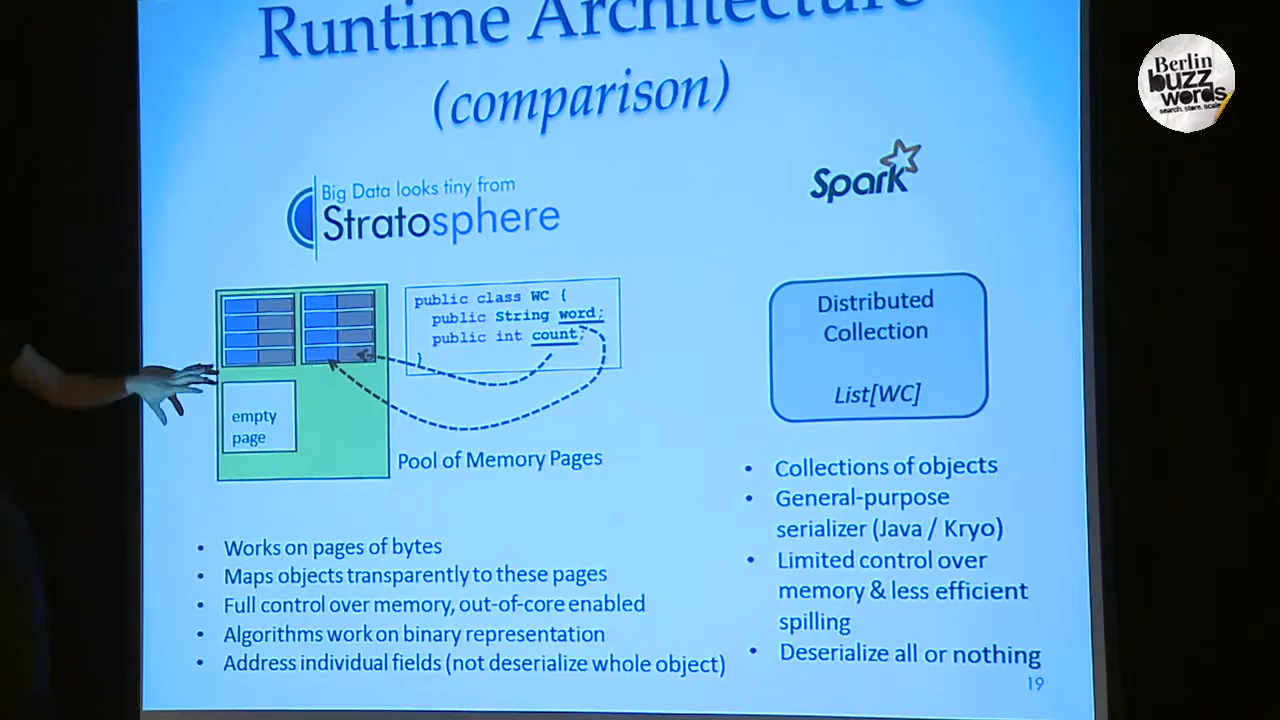 Runtime Architecture
(comparison)
Berlin
buzz
words
search. store. scale.
Big Data looks tiny from
Stratosphere
Spark
public class WC {
public String word;
public int count;
}
empty
page
Pool of Memory Pages
Distributed
Collection
List[WC]
• Works on pages of bytes
• Maps objects transparently to these pages
• Full control over memory, out-of-core enabled
• Algorithms work on binary representation
• Address individual fields (not deserialize whole object)
• Collections of objects
• General-purpose
serializer (Java / Kryo)
• Limited control over
memory & less efficient
spilling
• Deserialize all or nothing
19